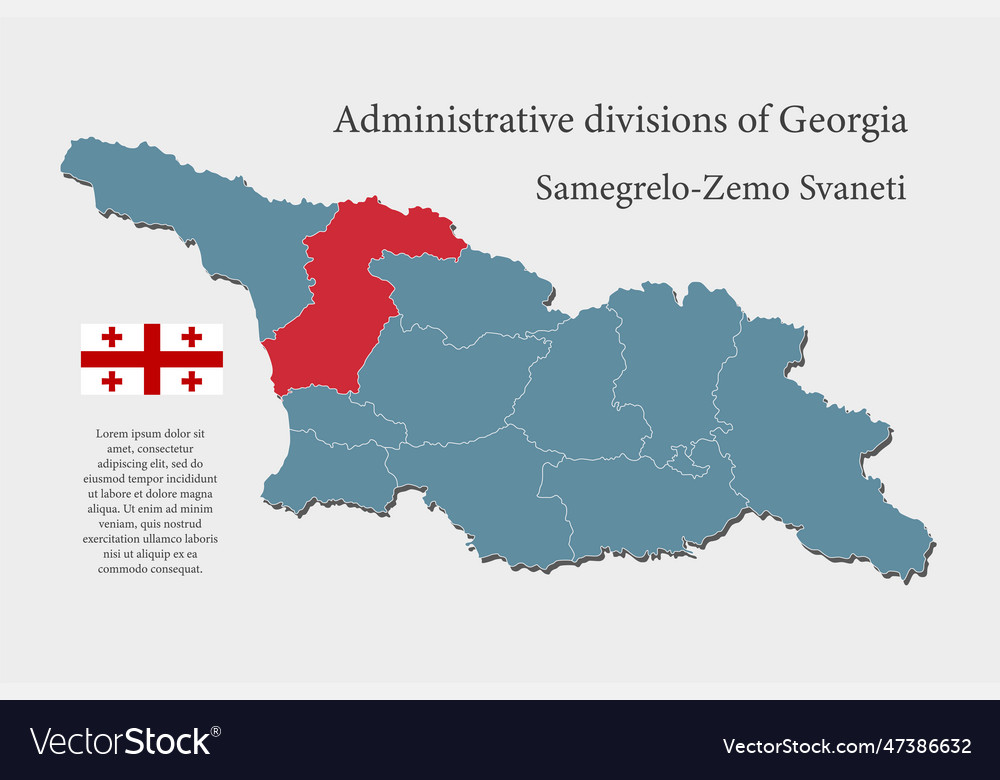 Administrative divisions of Georgia
Samegrelo-Zemo Svaneti
Lorem ipsum dolor sit
amet, consectetur
adipiscing elit, sed do
eiusmod tempor incididunt
ut labore et dolore magna
aliqua. Ut enim ad minim
veniam, quis nostrud
exercitation ullamco laboris
nisi ut aliquip ex ea
commodo consequat.
VectorStock®
VectorStock.com/47386632